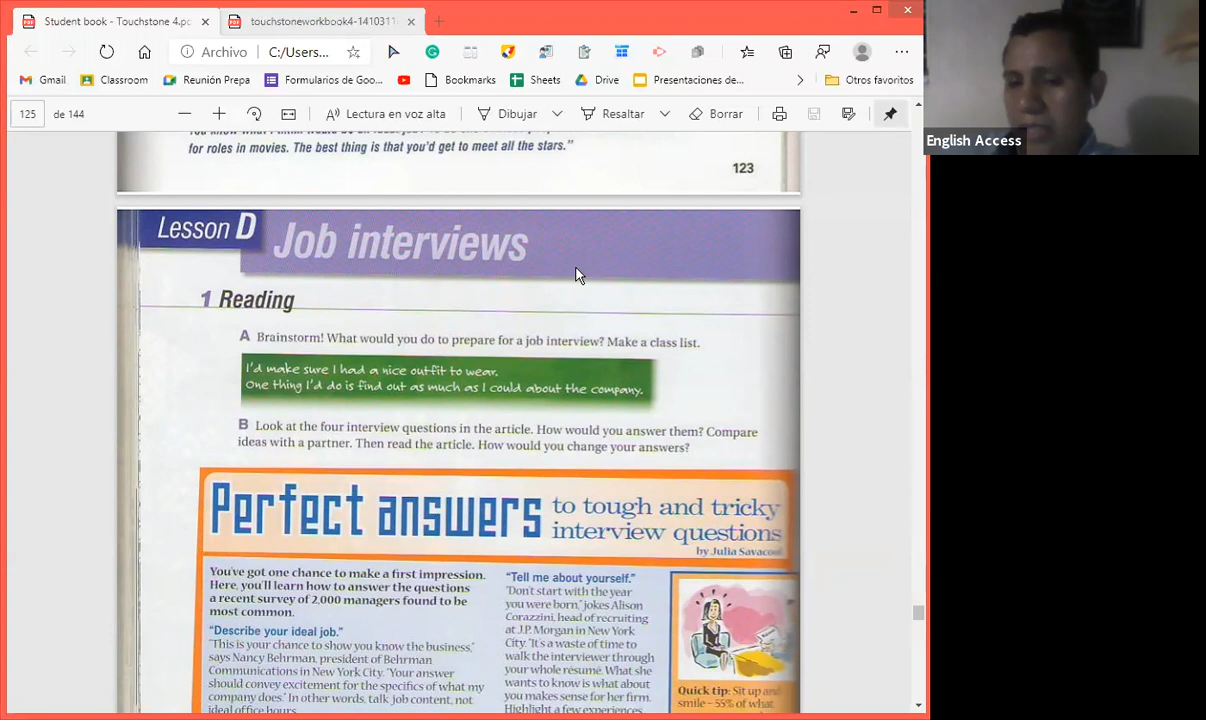 Student book - Touchstone 4.pd
touchstoneworkbook4-1410311
Archivo
C:/Users...
Gmail
Classroom
Reunión Prepa
Formularios de Goo...
Bookmarks
Sheets
Drive
Presentaciones de...
Otros favoritos
125 de 144
Lectura en voz alta
Dibujar
Resaltar
Borrar
English Access
for roles in movies. The best thing is that you'd get to meet all the stars."
123
Lesson D
Job interviews
1 Reading
A Brainstorm! What would you do to prepare for a job interview? Make a class list.
I'd make sure I had a nice outfit to wear.
One thing I'd do is find out as much as I could about the company.
B Look at the four interview questions in the article. How would you answer them? Compare
ideas with a partner. Then read the article. How would you change your answers?
Perfect answers
to tough and tricky
interview questions
by Julia Savacool
You've got one chance to make a first impression.
Here, you'll learn how to answer the questions
a recent survey of 2,000 managers found to be
most common.
"Describe your ideal job."
"This is your chance to show you know the business,"
says Nancy Behrman, president of Behrman
Communications in New York City. "Your answer
should convey excitement for the specifics of what my
company does." In other words, talk job content, not
ideal office hours.
"Tell me about yourself."
"Don't start with the year
you were born," jokes Alison
Corazzini, head of recruiting
at J.P. Morgan in New York
City. "It's a waste of time to
walk the interviewer through
your whole résumé. What she
wants to know is what about
you makes sense for her firm.
Highlight a few experiences
Quick tip: Sit up and
smile – 55% of what